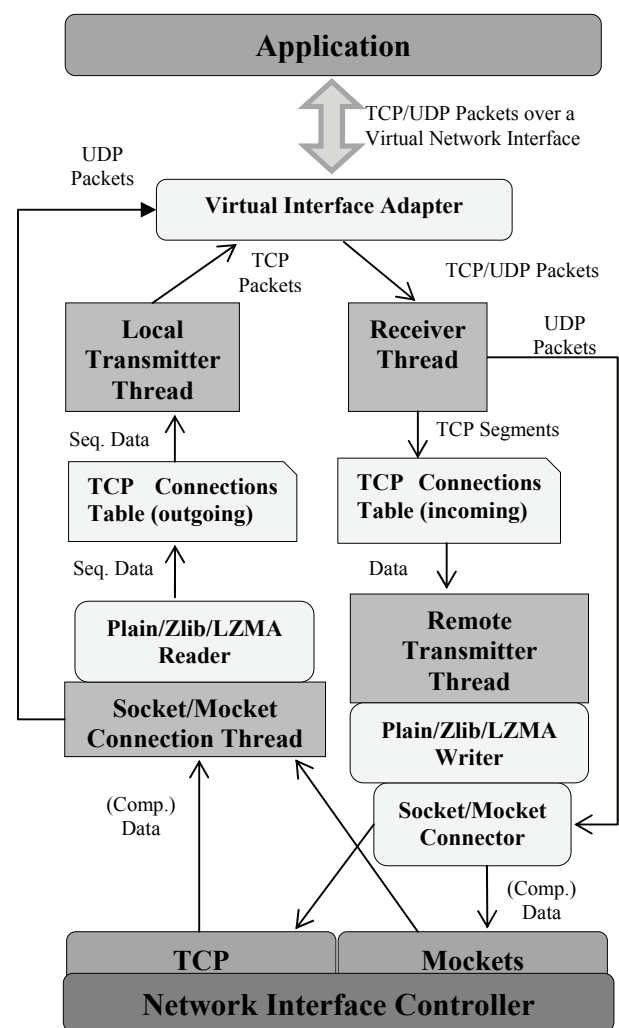 Application
TCP/UDP Packets over a
Virtual Network Interface
UDP
Packets
Virtual Interface Adapter
TCP
Packets
TCP/UDP Packets
Local
Transmitter
Thread
Receiver
Thread
UDP
Packets
Seq. Data
TCP Segments
TCP Connections
Table (outgoing)
TCP Connections
Table (incoming)
Seq. Data
Data
Plain/Zlib/LZMA
Reader
Remote
Transmitter
Thread
Socket/Mocket
Connection Thread
Plain/Zlib/LZMA
Writer
(Comp.)
Data
Socket/Mocket
Connector
(Comp.)
Data
TCP
Mockets
Network Interface Controller